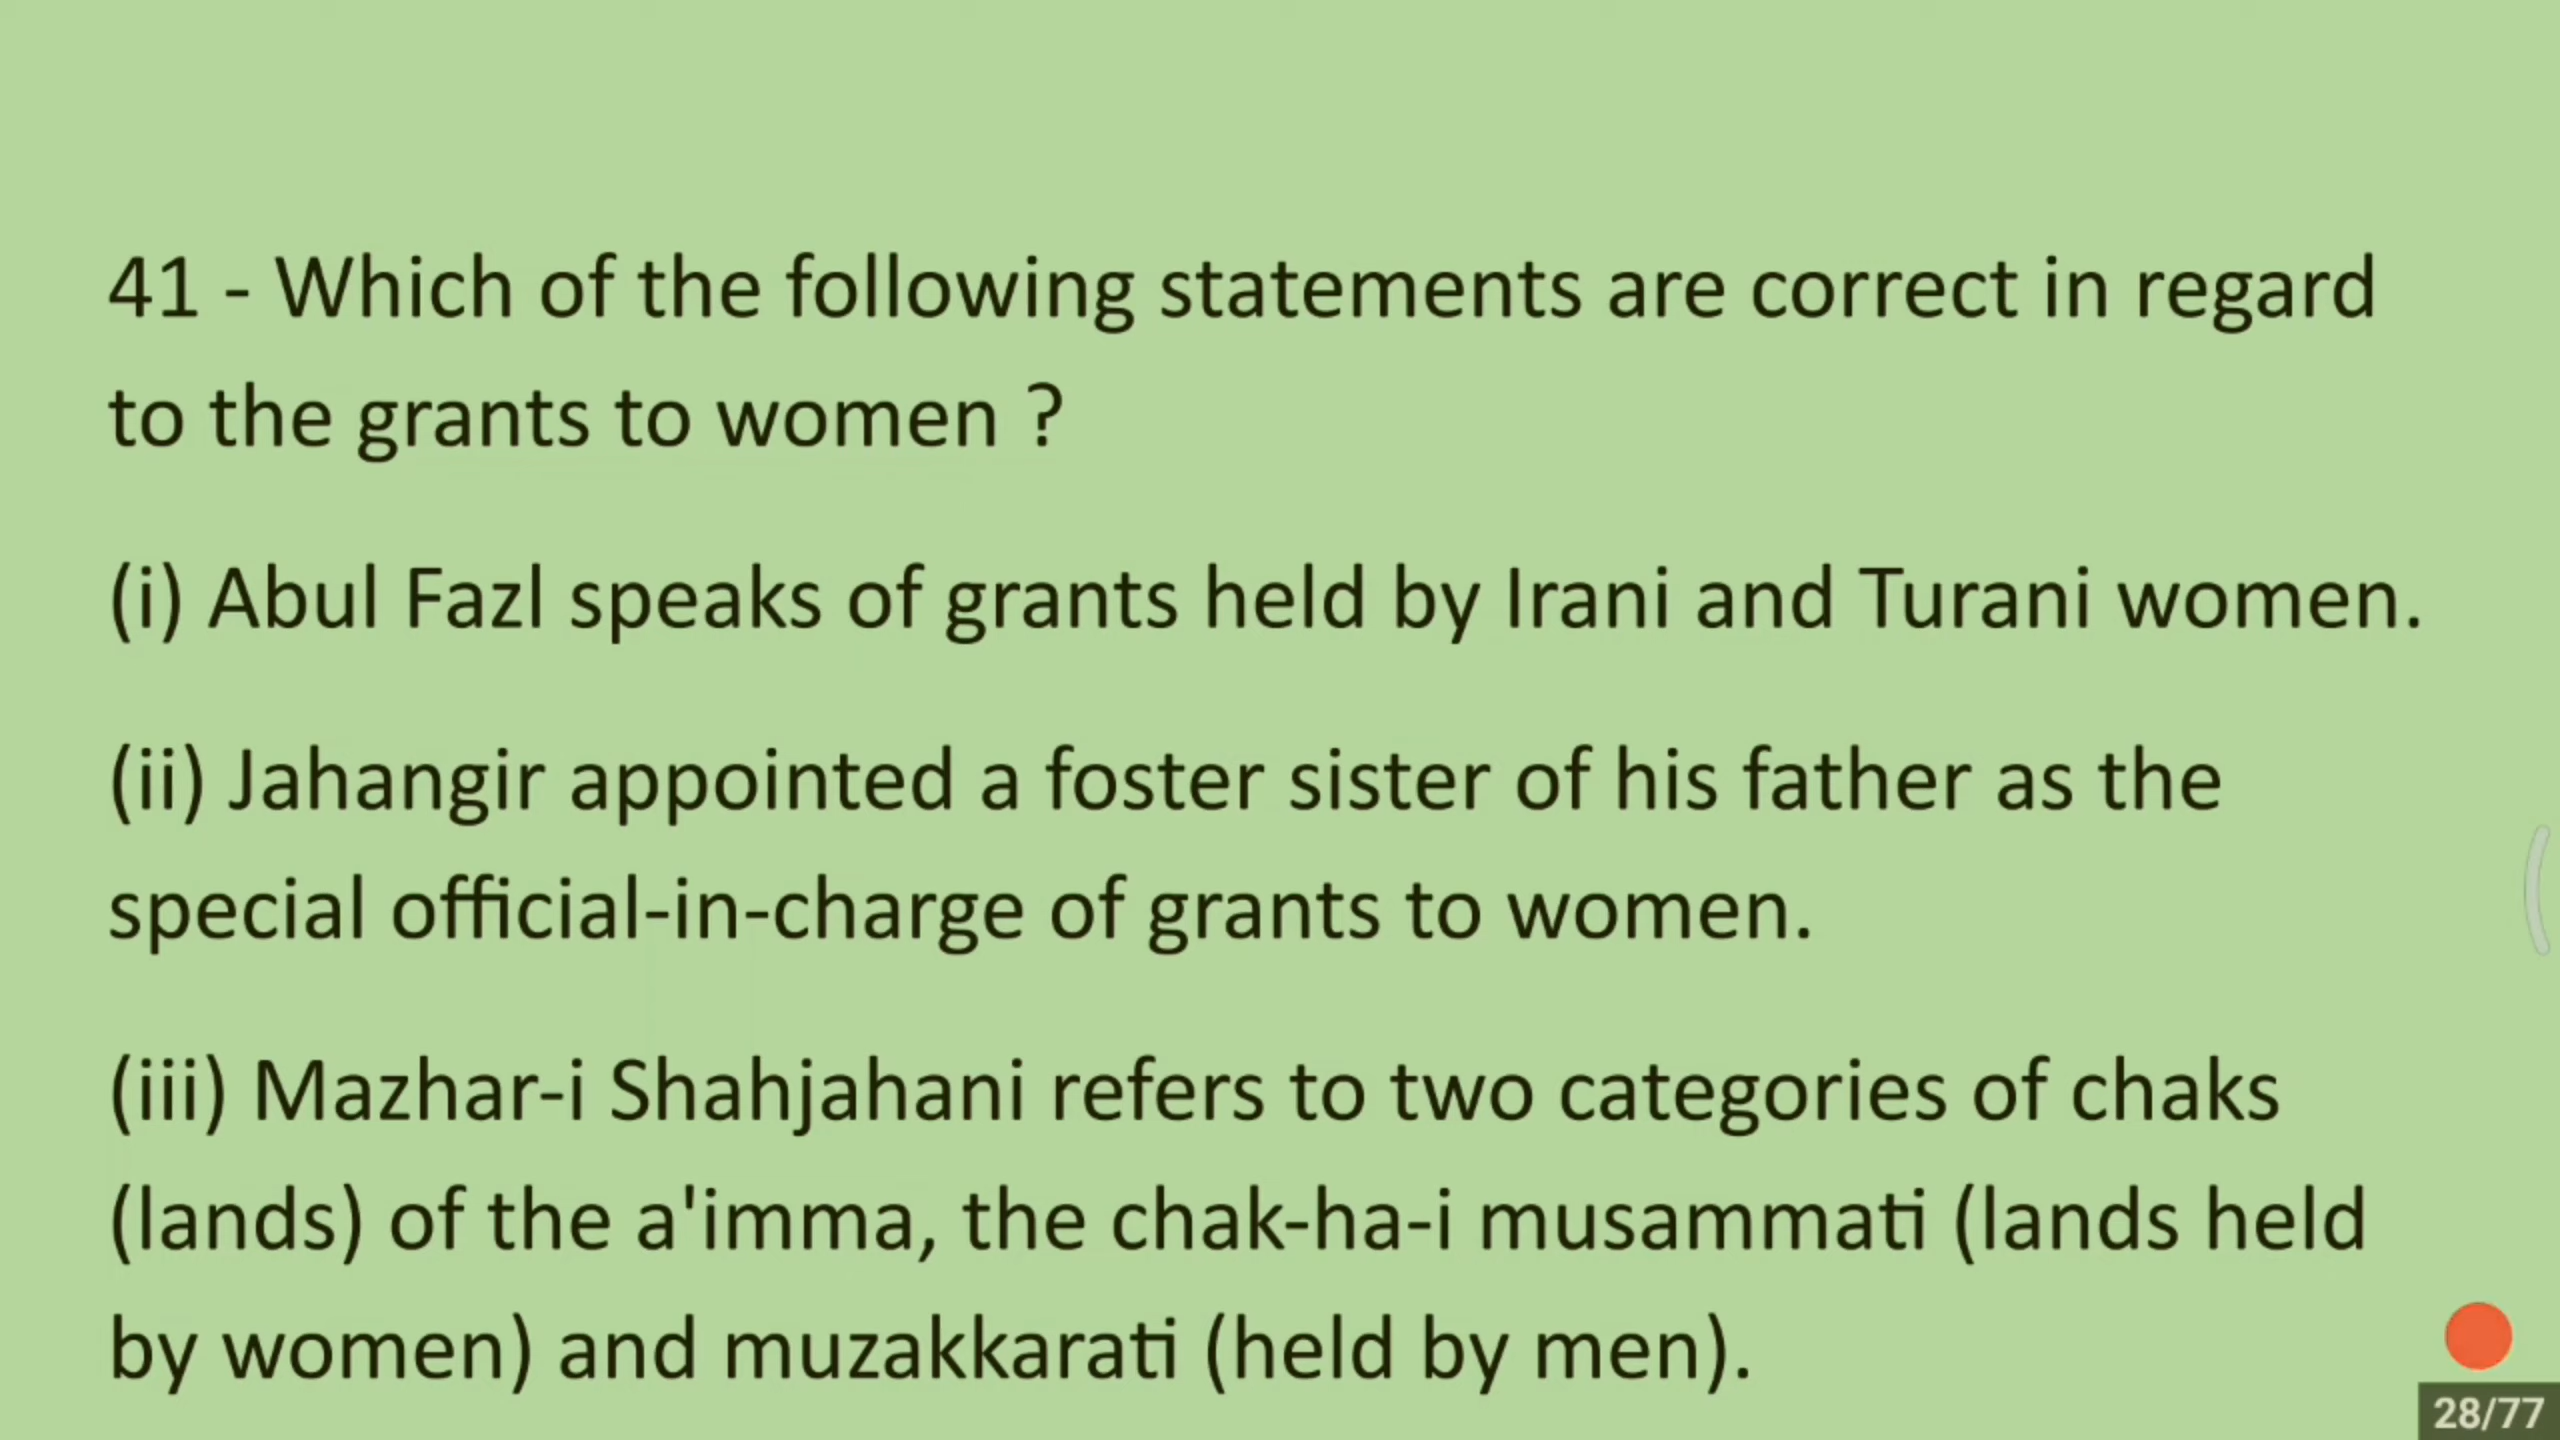 41 - Which of the following statements are correct in regard
to the grants to women ?
(i) Abul Fazl speaks of grants held by Irani and Turani women.
(ii) Jahangir appointed a foster sister of his father as the
special official-in-charge of grants to women.
(iii) Mazhar-i Shahjahani refers to two categories of chaks
(lands) of the a'imma, the chak-ha-i musammati (lands held
by women) and muzakkarati (held by men).
28/77